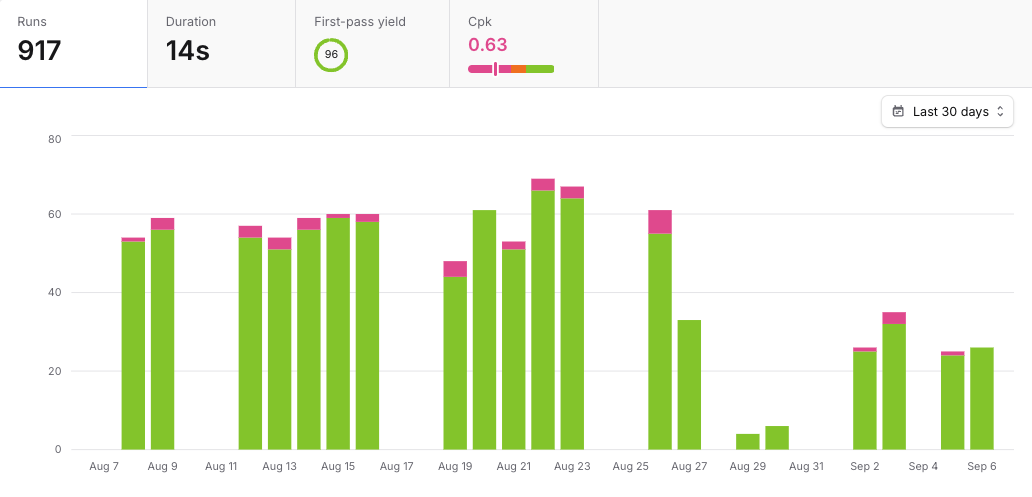 Runs
917
Duration
14s
First-pass yield
96
Cpk
0.63
Last 30 days
80
60
40
20
0
Aug 7 Aug 9 Aug 11 Aug 13 Aug 15 Aug 17 Aug 19 Aug 21 Aug 23 Aug 25 Aug 27 Aug 29 Aug 31 Sep 2 Sep 4 Sep 6